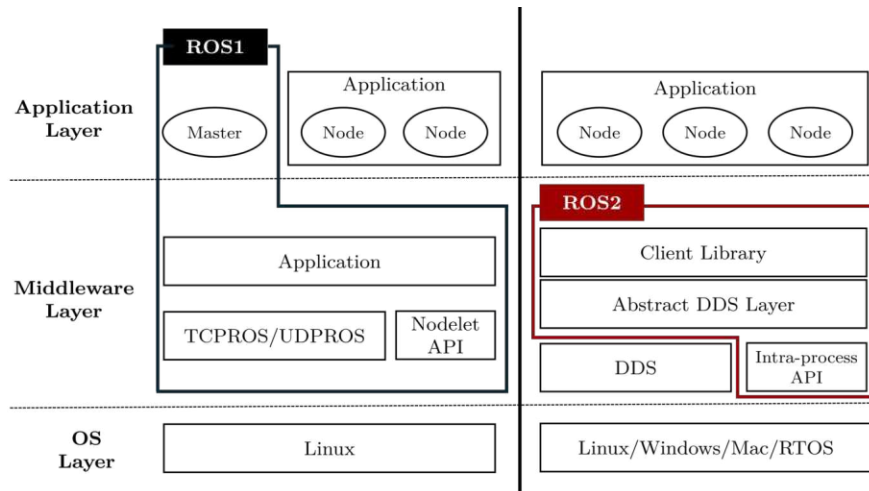 ROS1
Application
Application
Application
Layer
Master
Node
Node
Node
Node
Node
ROS2
Client Library
Application
Middleware
Layer
Abstract DDS Layer
TCPROS/UDPROS
Nodelet
API
DDS
Intra-process
API
OS
Layer
Linux
Linux/Windows/Mac/RTOS